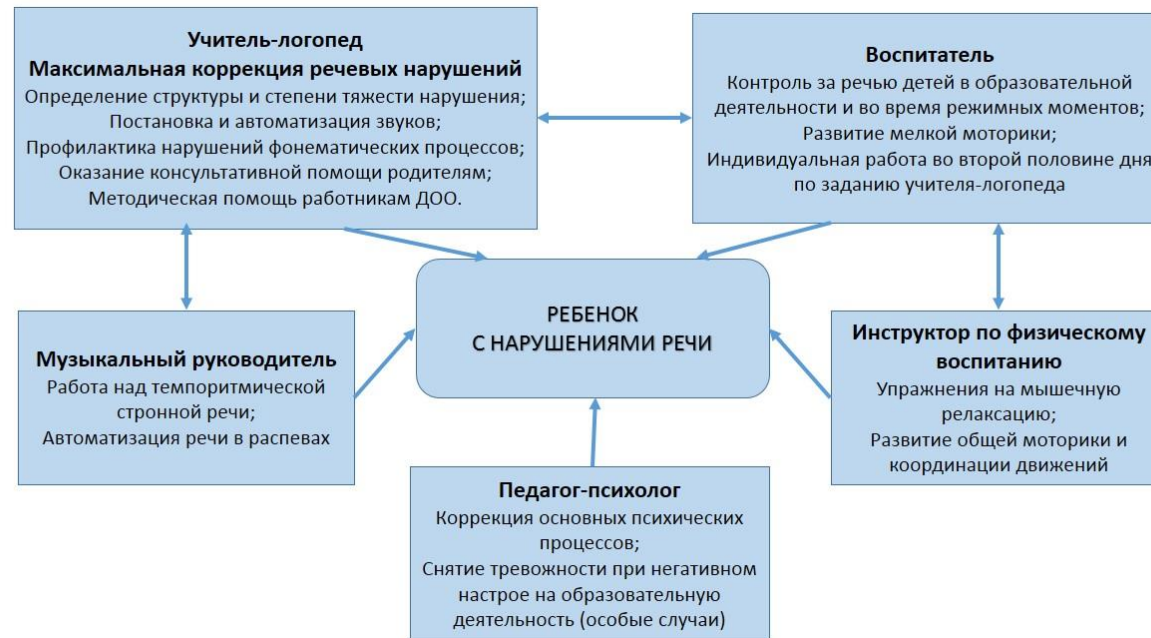 Учитель-логопед
Максимальная коррекция речевых нарушений
Определение структуры и степени тяжести нарушения;
Постановка и автоматизация звуков;
Профилактика нарушений фонематических процессов;
Оказание консультативной помощи родителям;
Методическая помощь работникам ДОО.
Воспитатель
Контроль за речью детей в образовательной
деятельности и во время режимных моментов;
Развитие мелкой моторики;
Индивидуальная работа во второй половине дня
по заданию учителя-логопеда
РЕБЕНОК
С НАРУШЕНИЯМИ РЕЧИ
Музыкальный руководитель
Работа над темпоритмической
стронной речи;
Автоматизация речи в распевах
Инструктор по физическому
воспитанию
Упражнения на мышечную
релаксацию;
Развитие общей моторики и
координации движений
Педагог-психолог
Коррекция основных психических
процессов;
Снятие тревожности при негативном
настрое на образовательную
деятельность (особые случаи)